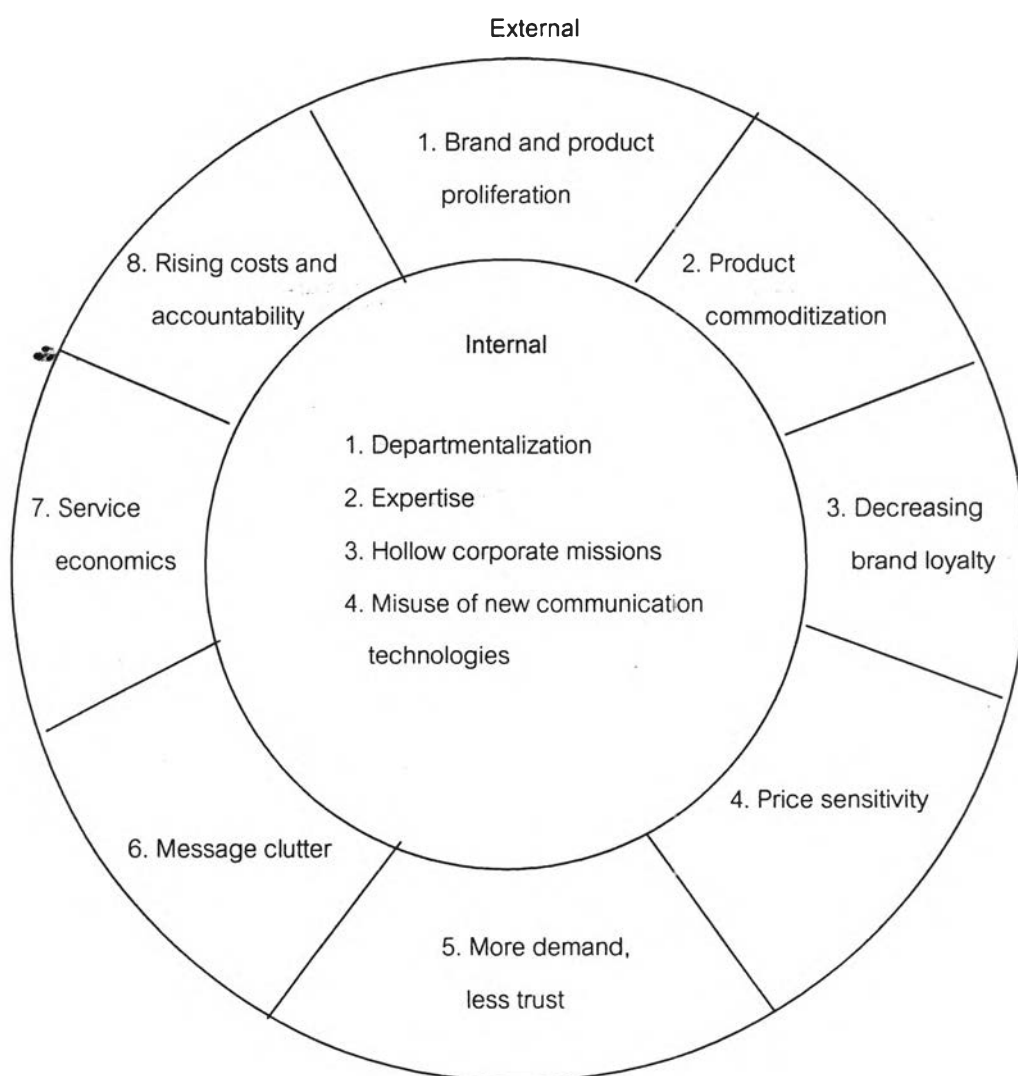 External
1. Brand and product
proliferation
2. Product
commoditization
3. Decreasing
brand loyalty
4. Price sensitivity
5. More demand,
less trust
6. Message clutter
7. Service
economics
8. Rising costs and
accountability
Internal
1. Departmentalization
2. Expertise
3. Hollow corporate missions
4. Misuse of new communication
technologies